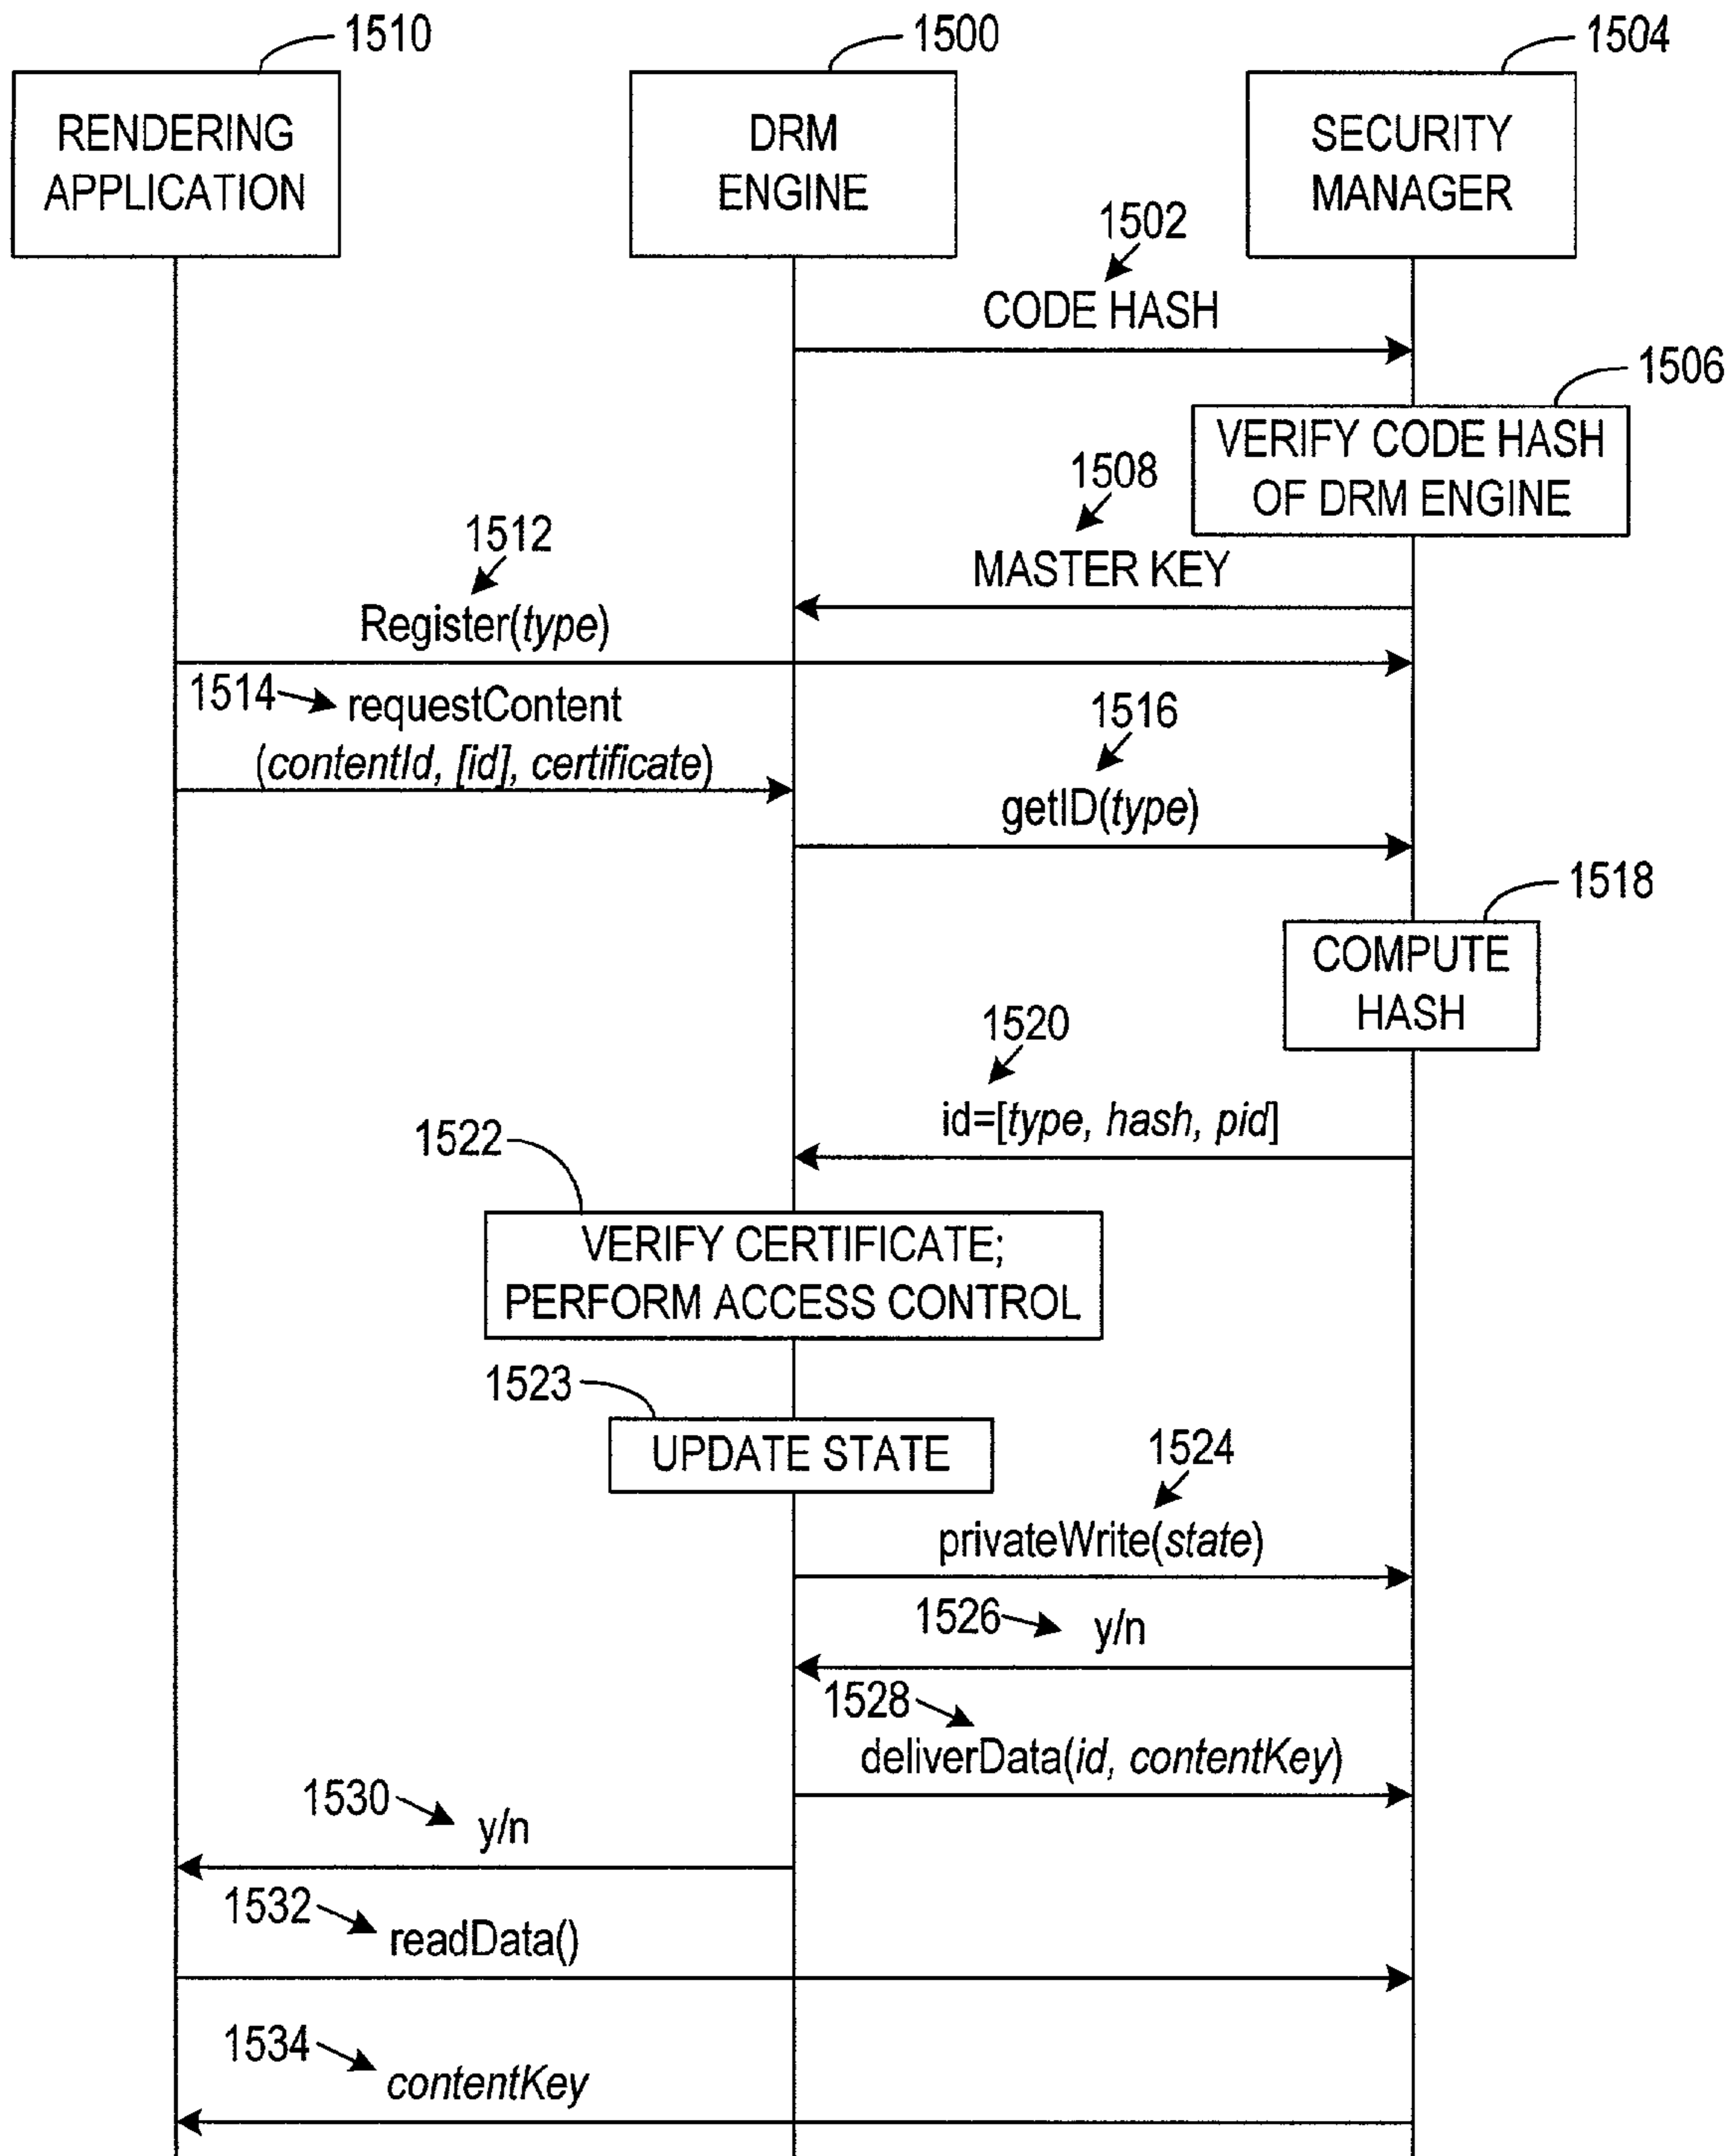 1510
1500
1504
RENDERING
APPLICATION
DRM
ENGINE
SECURITY
MANAGER
1502
CODE HASH
1506
VERIFY CODE HASH
OF DRM ENGINE
1508
MASTER KEY
1512
Register(type)
1514
requestContent
(contentId, [id], certificate)
1516
getID(type)
1518
COMPUTE
HASH
1520
id=[type, hash, pid]
1522
VERIFY CERTIFICATE;
PERFORM ACCESS CONTROL
1523
UPDATE STATE
1524
privateWrite(state)
1526
y/n
1528
deliverData(id, contentKey)
1530
y/n
1532
readData()
1534
contentKey